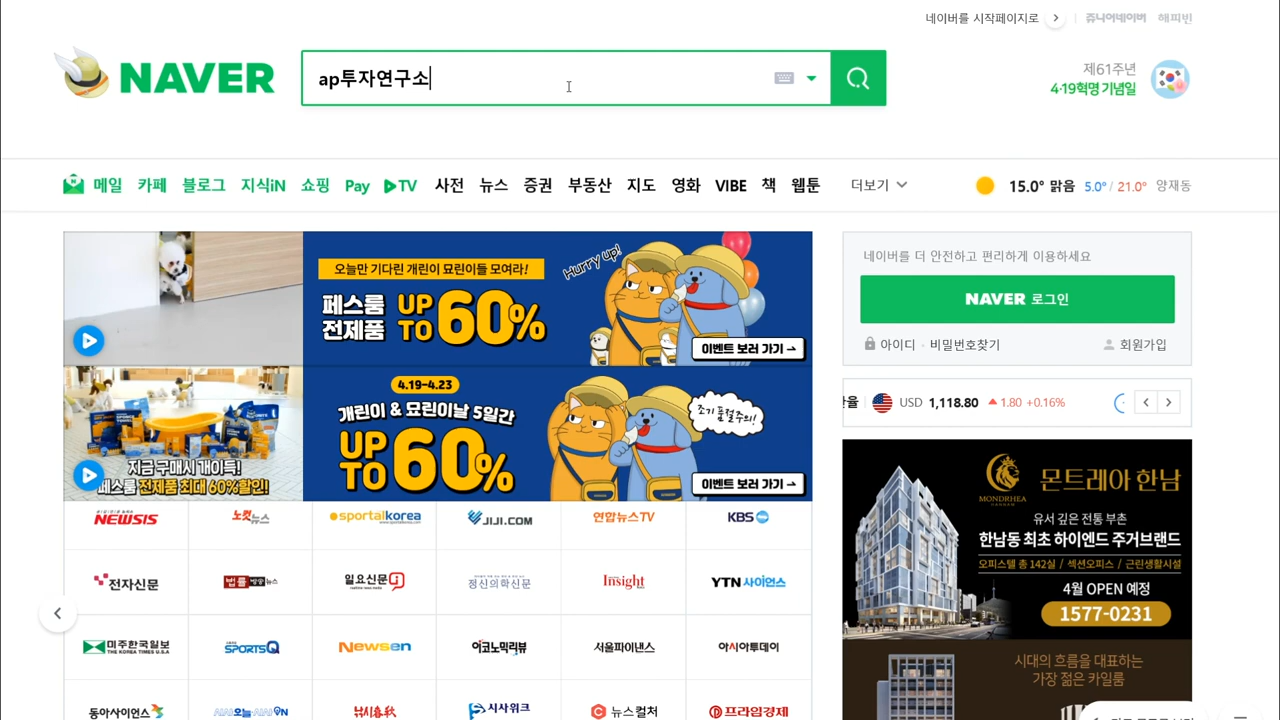 네이버를 시작페이지로
쥬니어네이버 해피빈
NAVER
ap투자연구소
제61주년
4·19혁명 기념일
메일 카페 블로그 지식iN 쇼핑 Pay TV 사전 뉴스 증권 부동산 지도 영화 VIBE 책 웹툰 더보기
15.0° 맑음 5.0° / 21.0° 양재동
오늘만 기다린 개린이 묘린이들 모여라!
페스룸
전제품
UP
TO
60%
Hurry up!
이벤트 보러 가기
4.19-4.23
개린이 & 묘린이날 5일간
UP
TO
60%
조기품절주의!
이벤트 보러 가기
지금 구매시 개이득!
페스룸 전제품 최대 60%할인!
네이버를 더 안전하고 편리하게 이용하세요
NAVER 로그인
아이디 · 비밀번호찾기
회원가입
USD 1,118.80 1.80 +0.16%
NEWSIS 노컷뉴스 sportalkorea JIJI.COM 연합뉴스TV KBS
전자신문 법률방송뉴스 일요신문 정신의학신문 Insight YTN 사이언스
미주한국일보 SPORTSQ Newsen 이코노믹리뷰 서울파이낸스 아시아투데이
THE KOREA TIMES U.S.A
동아사이언스 시사위크 뉴스컬처 프라임경제
몬트레아 한남
MONDRHEA
HANNAM
유서 깊은 전통 부촌
한남동 최초 하이엔드 주거브랜드
오피스텔 총 142실 / 섹션오피스 / 근린생활시설
4월 OPEN 예정
1577-0231
시대의 흐름을 대표하는
가장 젊은 카일룸